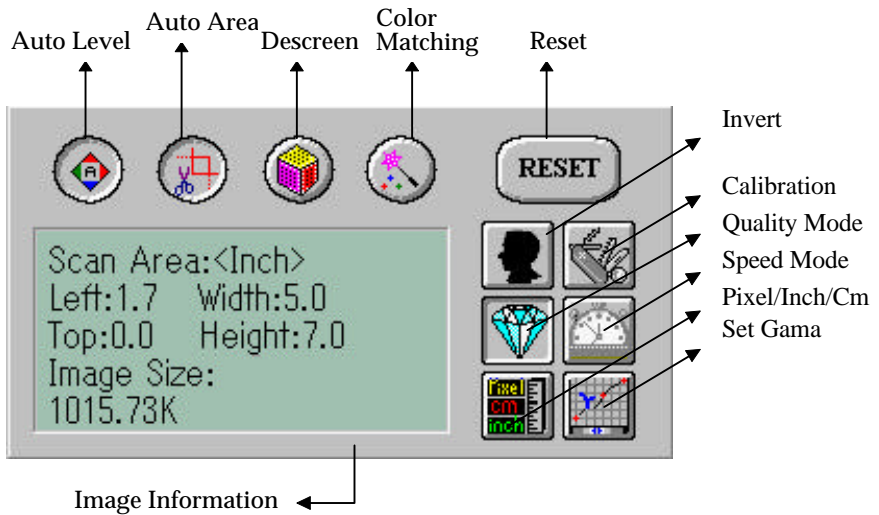 Auto Level
Auto Area
Descreen
Color
Matching
Reset
A
RESET
Invert
Calibration
Quality Mode
Speed Mode
Pixel/Inch/Cm
Set Gama
Scan Area:<Inch>
Left:1.7 Width:5.0
Top:0.0 Height:7.0
Image Size:
1015.73K
Pixel
cm
inch
γ
Image Information